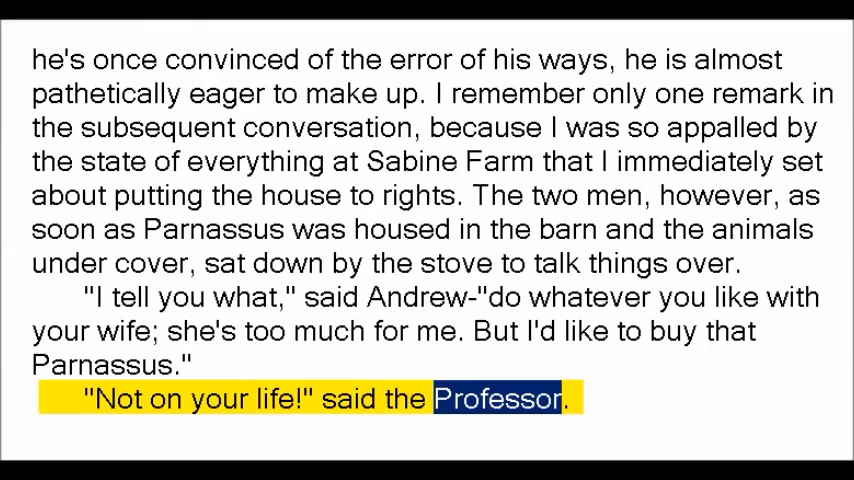 he's once convinced of the error of his ways, he is almost
pathetically eager to make up. I remember only one remark in
the subsequent conversation, because I was so appalled by
the state of everything at Sabine Farm that I immediately set
about putting the house to rights. The two men, however, as
soon as Parnassus was housed in the barn and the animals
under cover, sat down by the stove to talk things over.
"I tell you what," said Andrew-"do whatever you like with
your wife; she's too much for me. But I'd like to buy that
Parnassus."
"Not on your life!" said the Professor.